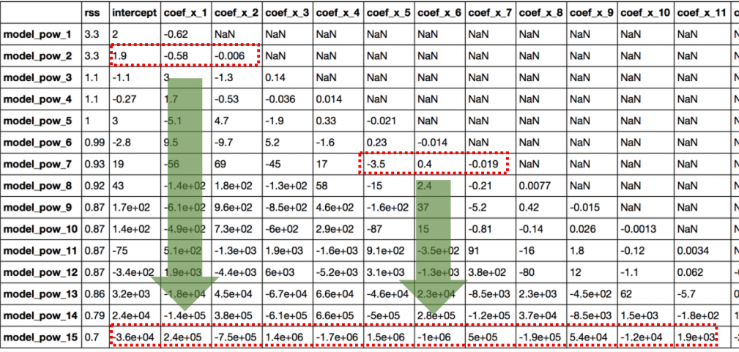 rss intercept coef_x_1 coef_x_2 coef_x_3 coef_x_4 coef_x_5 coef_x_6 coef_x_7 coef_x_8 coef_x_9 coef_x_10 coef_x_11 c
model_pow_1 3.3 2 -0.62 NaN NaN NaN NaN NaN NaN NaN NaN NaN NaN N
model_pow_2 3.3 1.9 -0.58 -0.006 NaN NaN NaN NaN NaN NaN NaN NaN NaN N
model_pow_3 1.1 -1.1 3 -1.3 0.14 NaN NaN NaN NaN NaN NaN NaN NaN N
model_pow_4 1.1 -0.27 1.7 -0.53 -0.036 0.014 NaN NaN NaN NaN NaN NaN NaN N
model_pow_5 1 3 -5.1 4.7 -1.9 0.33 -0.021 NaN NaN NaN NaN NaN NaN N
model_pow_6 0.99 -2.8 9.5 -9.7 5.2 -1.6 0.23 -0.014 NaN NaN NaN NaN NaN N
model_pow_7 0.93 19 -56 69 -45 17 -3.5 0.4 -0.019 NaN NaN NaN NaN N
model_pow_8 0.92 43 -1.4e+02 1.8e+02 -1.3e+02 58 -15 2.4 -0.21 0.0077 NaN NaN NaN N
model_pow_9 0.87 1.7e+02 -6.1e+02 9.6e+02 -8.5e+02 4.6e+02 -1.6e+02 37 -5.2 0.42 -0.015 NaN NaN N
model_pow_10 0.87 1.4e+02 -4.9e+02 7.3e+02 -6e+02 2.9e+02 -87 15 -0.81 -0.14 0.026 -0.0013 NaN N
model_pow_11 0.87 -75 5.1e+02 -1.3e+03 1.9e+03 -1.6e+03 9.1e+02 -3.5e+02 91 -16 1.8 -0.12 0.0034 N
model_pow_12 0.87 -3.4e+02 1.9e+03 -4.4e+03 6e+03 -5.2e+03 3.1e+03 -1.3e+03 3.8e+02 -80 12 -1.1 0.062 -
model_pow_13 0.86 3.2e+03 -1.8e+04 4.5e+04 -6.7e+04 6.6e+04 -4.6e+04 2.3e+04 -8.5e+03 2.3e+03 -4.5e+02 62 -5.7 0
model_pow_14 0.79 2.4e+04 -1.4e+05 3.8e+05 -6.1e+05 6.6e+05 -5e+05 2.8e+05 -1.2e+05 3.7e+04 -8.5e+03 1.5e+03 -1.8e+02 1
model_pow_15 0.7 -3.6e+04 2.4e+05 -7.5e+05 1.4e+06 -1.7e+06 1.5e+06 -1e+06 5e+05 -1.9e+05 5.4e+04 -1.2e+04 1.9e+03 -